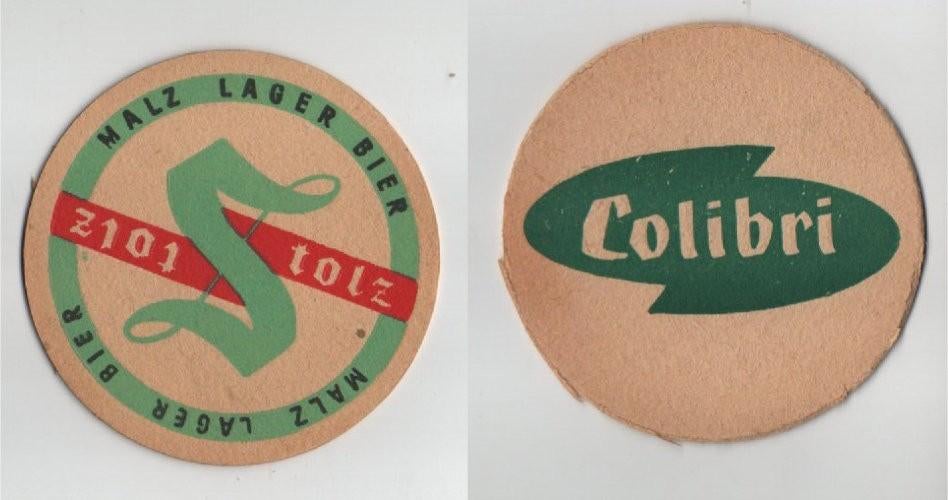 MALZ LAGER BIER
Stolz
Stolz
MALZ LAGER BIER
Colibri